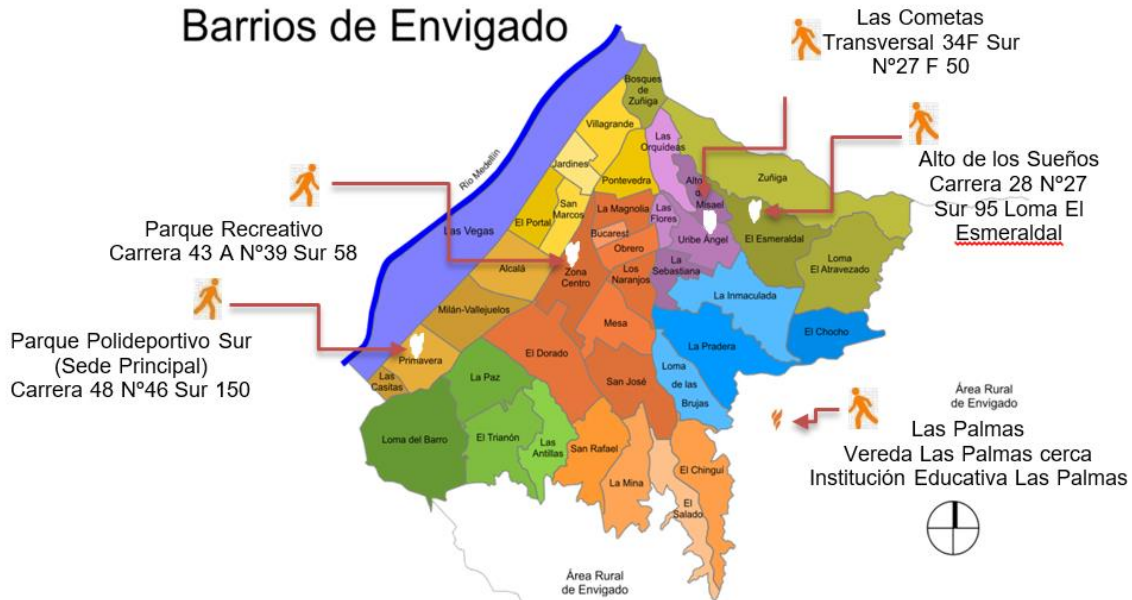 Barrios de Envigado
Las Cometas
Transversal 34F Sur
Nº27 F 50
Alto de los Sueños
Carrera 28 Nº27
Sur 95 Loma El
Esmeraldal
Parque Recreativo
Carrera 43 A Nº39 Sur 58
Parque Polideportivo Sur
(Sede Principal)
Carrera 48 Nº46 Sur 150
Las Palmas
Vereda Las Palmas cerca
Institución Educativa Las Palmas
Río Medellín
Las Vegas
Bosques
de
Zuñiga
Villagrande
Jardines
Pontevedra
El Portal
San
Marcos
Alcalá
Milán-Vallejuelos
Primavera
Las
Casitas
Las
Orquídeas
Alto
d.
Misael
Zuñiga
Las
Flores
Uribe Ángel
El Esmeraldal
La
Sebastiana
Loma
El Atravezado
La Magnolia
Bucarest
Obrero
Zona
Centro
Los
Naranjos
Mesa
El Dorado
San José
La Inmaculada
El Chocho
La Pradera
Loma
de las
Brujas
La Paz
Loma del Barro
El Trianón
Las
Antillas
San Rafael
La Mina
El
Salado
El Chinguí
Área Rural
de Envigado
Área Rural
de Envigado